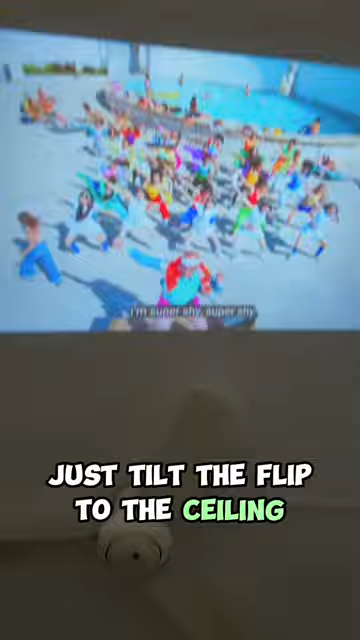 i'm super shy, super shy
JUST TILT THE FLIP
TO THE CEILING